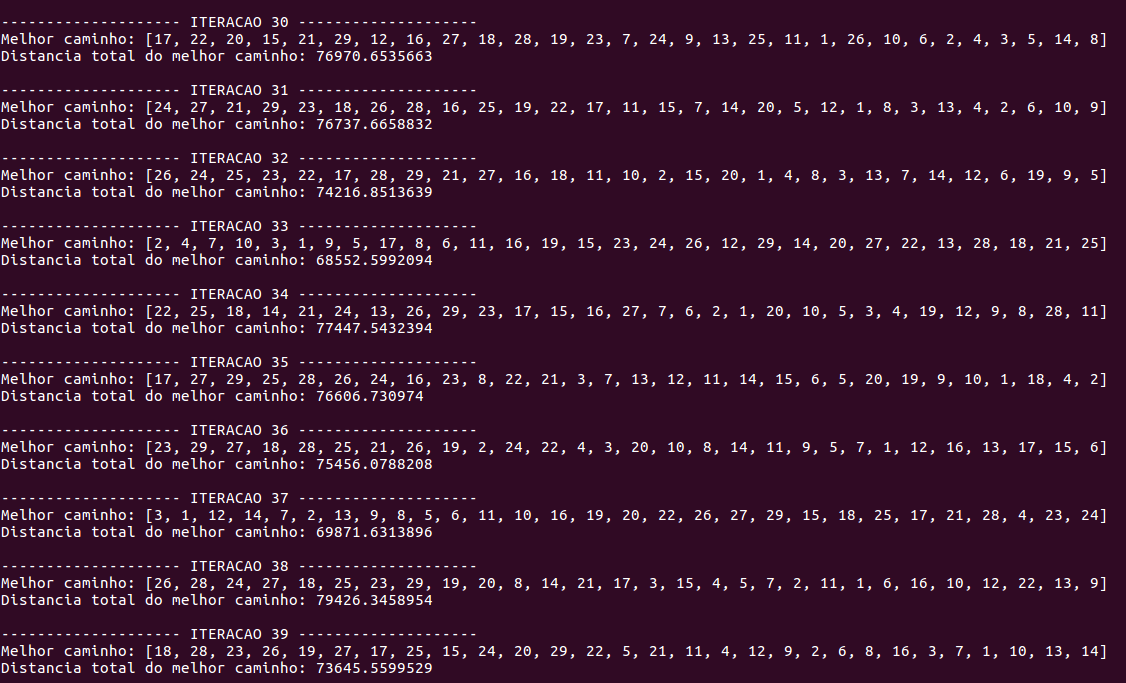 -------------------- ITERACAO 30 --------------------
Melhor caminho: [17, 22, 20, 15, 21, 29, 12, 16, 27, 18, 28, 19, 23, 7, 24, 9, 13, 25, 11, 1, 26, 10, 6, 2, 4, 3, 5, 14, 8]
Distancia total do melhor caminho: 76970.6535663
-------------------- ITERACAO 31 --------------------
Melhor caminho: [24, 27, 21, 29, 23, 18, 26, 28, 16, 25, 19, 22, 17, 11, 15, 7, 14, 20, 5, 12, 1, 8, 3, 13, 4, 2, 6, 10, 9]
Distancia total do melhor caminho: 76737.6658832
-------------------- ITERACAO 32 --------------------
Melhor caminho: [26, 24, 25, 23, 22, 17, 28, 29, 21, 27, 16, 18, 11, 10, 2, 15, 20, 1, 4, 8, 3, 13, 7, 14, 12, 6, 19, 9, 5]
Distancia total do melhor caminho: 74216.8513639
-------------------- ITERACAO 33 --------------------
Melhor caminho: [2, 4, 7, 10, 3, 1, 9, 5, 17, 8, 6, 11, 16, 19, 15, 23, 24, 26, 12, 29, 14, 20, 27, 22, 13, 28, 18, 21, 25]
Distancia total do melhor caminho: 68552.5992094
-------------------- ITERACAO 34 --------------------
Melhor caminho: [22, 25, 18, 14, 21, 24, 13, 26, 29, 23, 17, 15, 16, 27, 7, 6, 2, 1, 20, 10, 5, 3, 4, 19, 12, 9, 8, 28, 11]
Distancia total do melhor caminho: 77447.5432394
-------------------- ITERACAO 35 --------------------
Melhor caminho: [17, 27, 29, 25, 28, 26, 24, 16, 23, 8, 22, 21, 3, 7, 13, 12, 11, 14, 15, 6, 5, 20, 19, 9, 10, 1, 18, 4, 2]
Distancia total do melhor caminho: 76606.730974
-------------------- ITERACAO 36 --------------------
Melhor caminho: [23, 29, 27, 18, 28, 25, 21, 26, 19, 2, 24, 22, 4, 3, 20, 10, 8, 14, 11, 9, 5, 7, 1, 12, 16, 13, 17, 15, 6]
Distancia total do melhor caminho: 75456.0788208
-------------------- ITERACAO 37 --------------------
Melhor caminho: [3, 1, 12, 14, 7, 2, 13, 9, 8, 5, 6, 11, 10, 16, 19, 20, 22, 26, 27, 29, 15, 18, 25, 17, 21, 28, 4, 23, 24]
Distancia total do melhor caminho: 69871.6313896
-------------------- ITERACAO 38 --------------------
Melhor caminho: [26, 28, 24, 27, 18, 25, 23, 29, 19, 20, 8, 14, 21, 17, 3, 15, 4, 5, 7, 2, 11, 1, 6, 16, 10, 12, 22, 13, 9]
Distancia total do melhor caminho: 79426.3458954
-------------------- ITERACAO 39 --------------------
Melhor caminho: [18, 28, 23, 26, 19, 27, 17, 25, 15, 24, 20, 29, 22, 5, 21, 11, 4, 12, 9, 2, 6, 8, 16, 3, 7, 1, 10, 13, 14]
Distancia total do melhor caminho: 73645.5599529